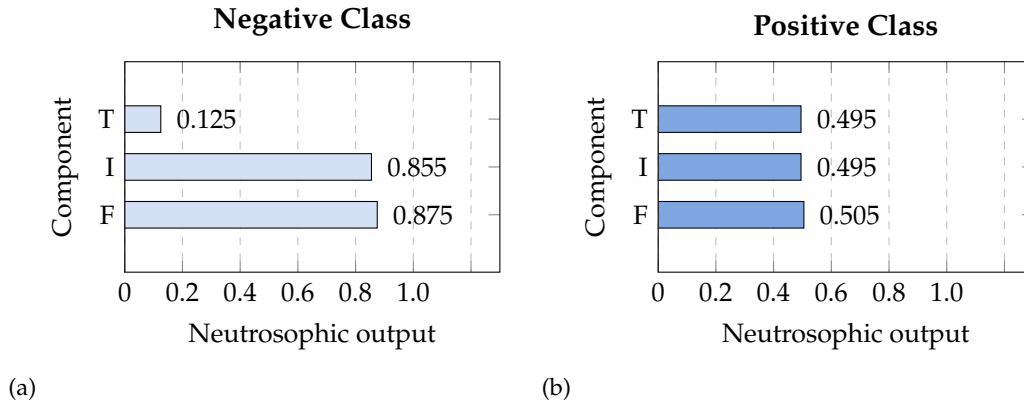 Negative Class
Component
T 0.125
I 0.855
F 0.875
0 0.2 0.4 0.6 0.8 1.0
Neutrosophic output
(a)
Positive Class
Component
T 0.495
I 0.495
F 0.505
0 0.2 0.4 0.6 0.8 1.0
Neutrosophic output
(b)